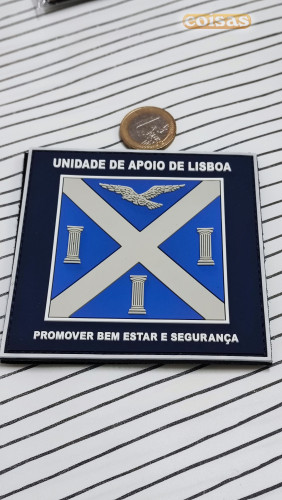 coisas
UNIDADE DE APOIO DE LISBOA
PROMOVER BEM ESTAR E SEGURANÇA